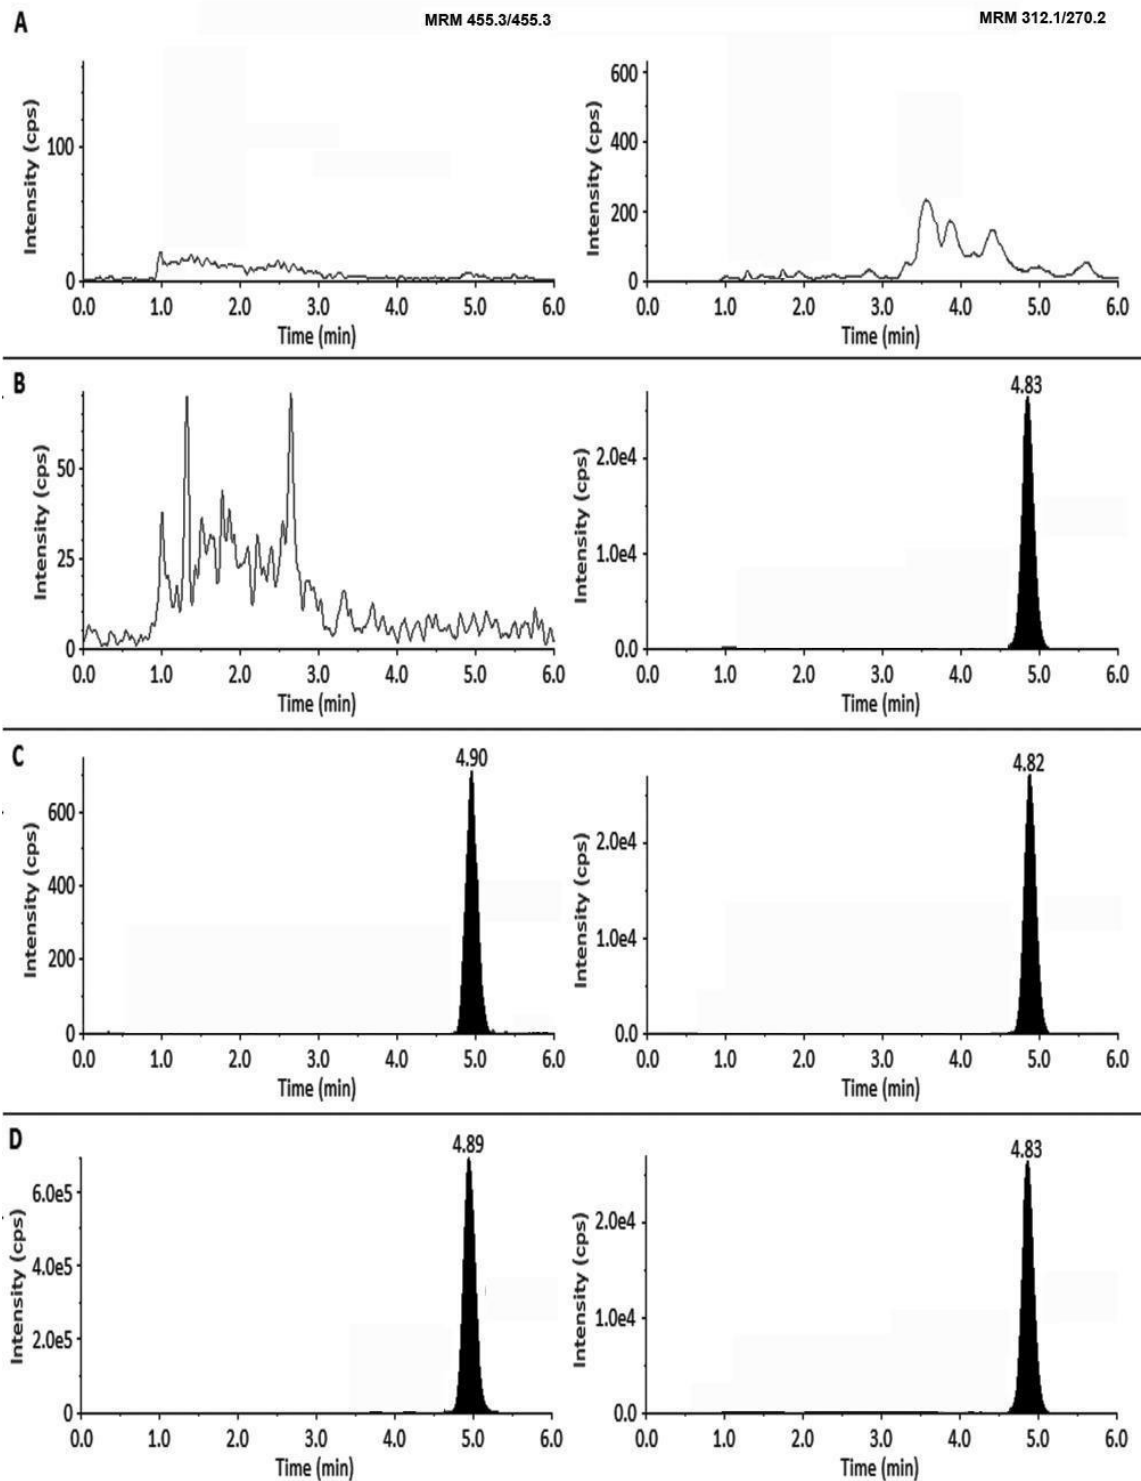 A
MRM 455.3/455.3
MRM 312.1/270.2
Intensity (cps)
100
0
0.0 1.0 2.0 3.0 4.0 5.0 6.0
Time (min)
Intensity (cps)
600
400
200
0
0.0 1.0 2.0 3.0 4.0 5.0 6.0
Time (min)
B
Intensity (cps)
50
25
0
0.0 1.0 2.0 3.0 4.0 5.0 6.0
Time (min)
4.83
Intensity (cps)
2.0e4
1.0e4
0.0
0.0 1.0 2.0 3.0 4.0 5.0 6.0
Time (min)
C
4.90
Intensity (cps)
600
400
200
0
0.0 1.0 2.0 3.0 4.0 5.0 6.0
Time (min)
4.82
Intensity (cps)
2.0e4
1.0e4
0.0
0.0 1.0 2.0 3.0 4.0 5.0 6.0
Time (min)
D
4.89
Intensity (cps)
6.0e5
4.0e5
2.0e5
0
0.0 1.0 2.0 3.0 4.0 5.0 6.0
Time (min)
4.83
Intensity (cps)
2.0e4
1.0e4
0.0
0.0 1.0 2.0 3.0 4.0 5.0 6.0
Time (min)